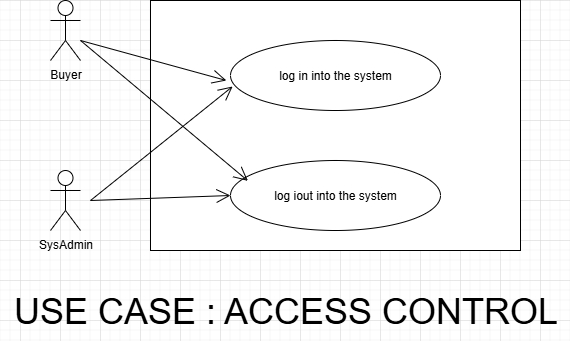 log in into the system
Buyer
log iout into the system
SysAdmin
USE CASE : ACCESS CONTROL